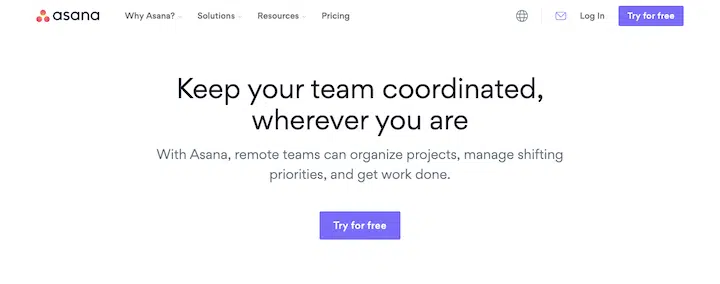 asana Why Asana? Solutions Resources Pricing Log In Try for free
Keep your team coordinated,
wherever you are
With Asana, remote teams can organize projects, manage shifting
priorities, and get work done.
Try for free